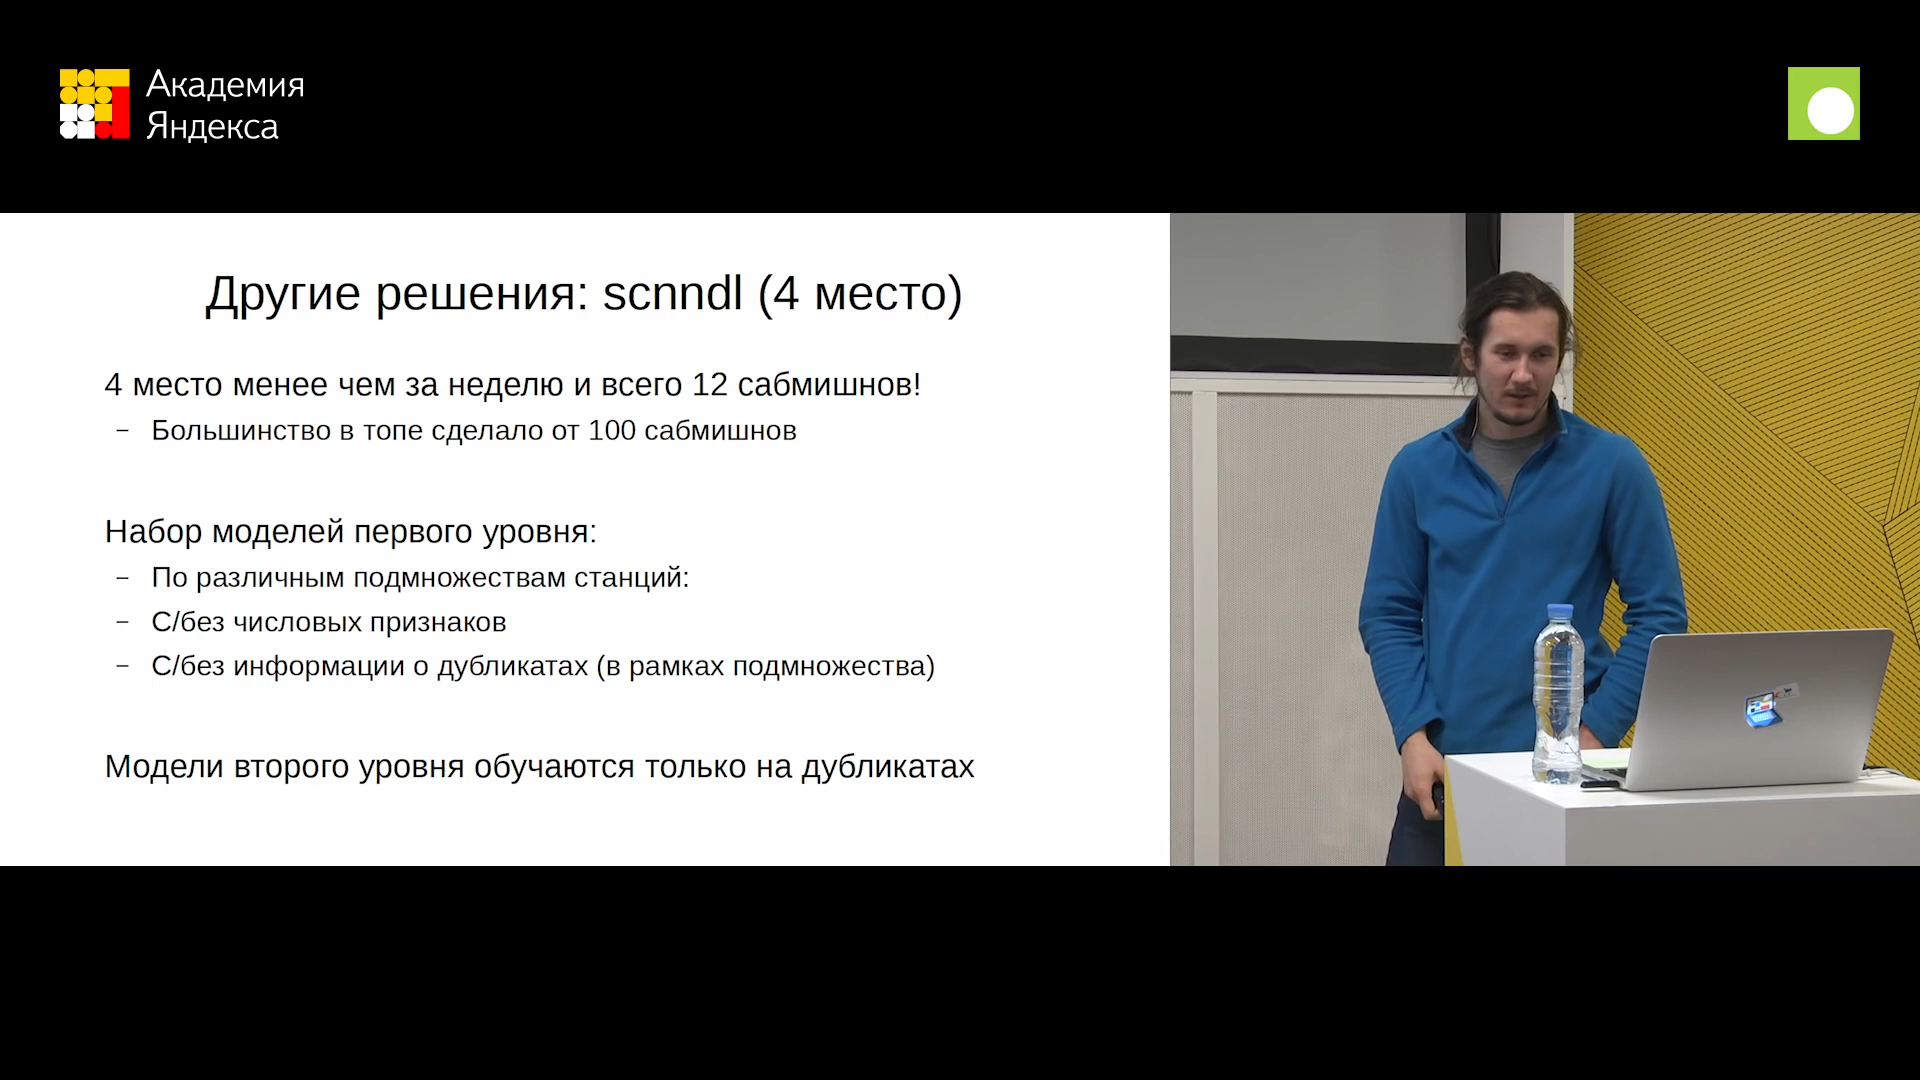 Академия
Яндекса
Другие решения: scnndl (4 место)
4 место менее чем за неделю и всего 12 сабмишнов!
– Большинство в топе сделало от 100 сабмишнов
Набор моделей первого уровня:
– По различным подмножествам станций:
– С/без числовых признаков
– С/без информации о дубликатах (в рамках подмножества)
Модели второго уровня обучаются только на дубликатах